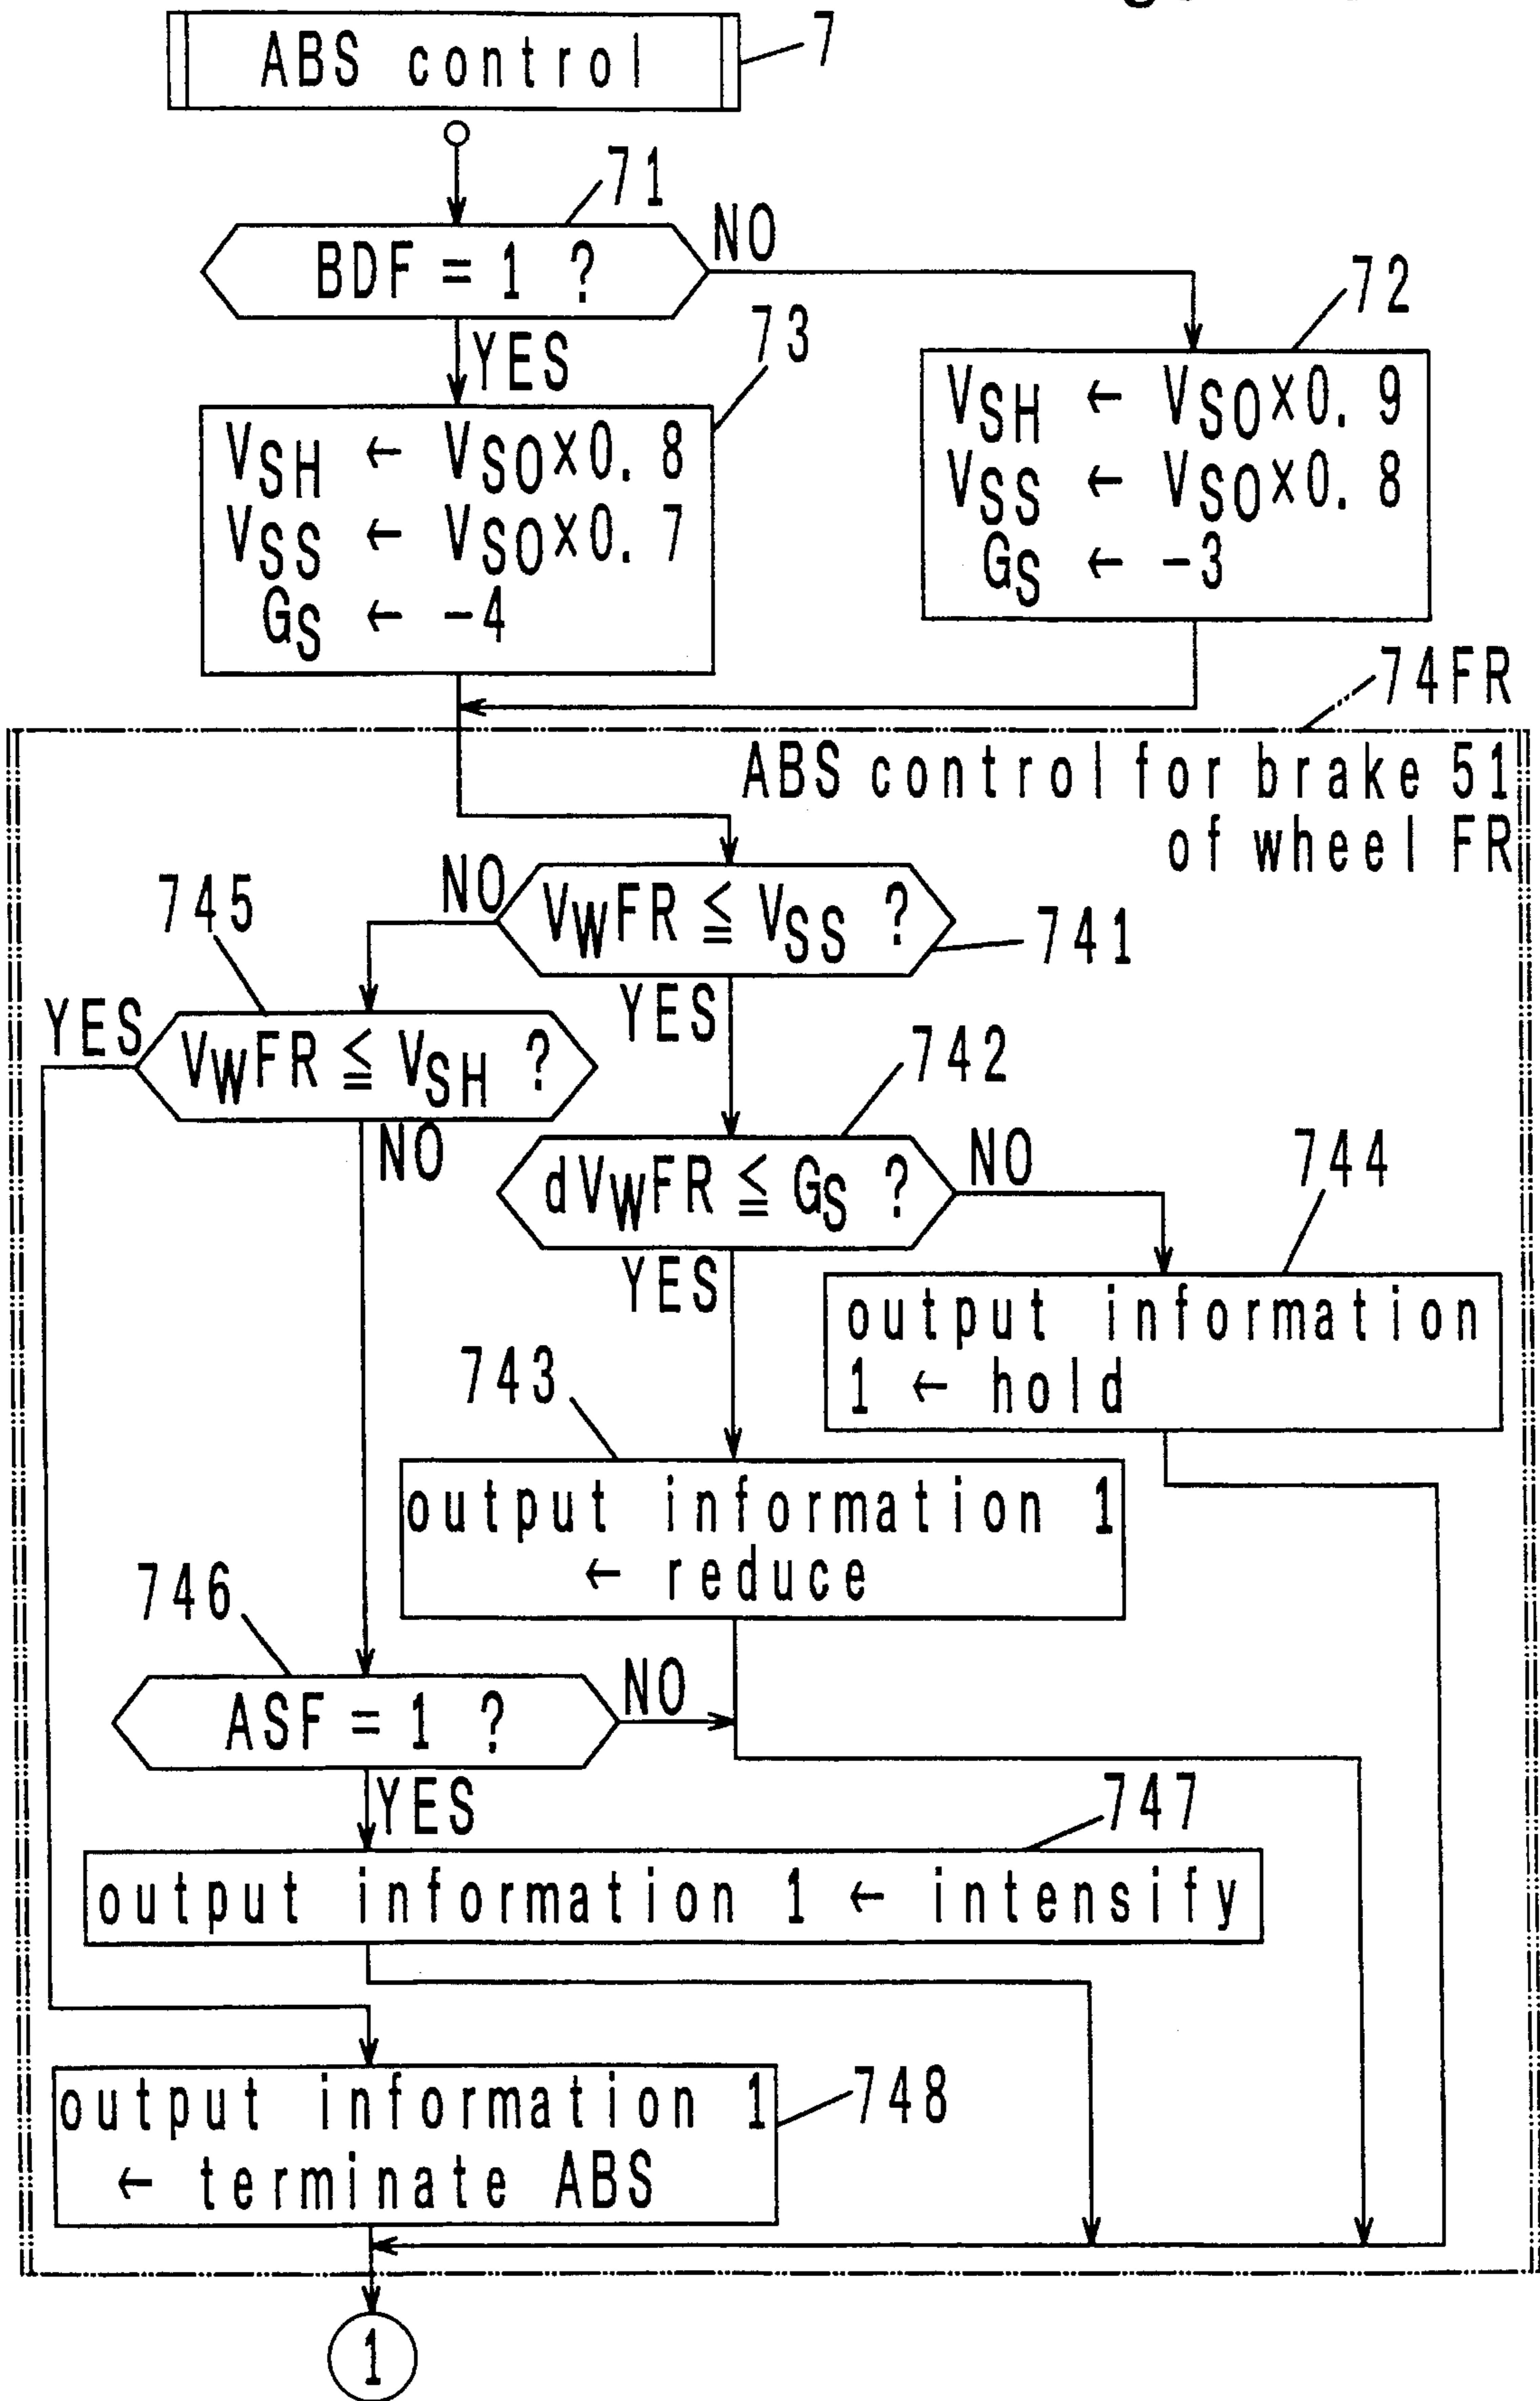 ABS control
7
71
BDF = 1 ?
NO
YES
72
VSH ← VSO×0. 9
VSS ← VSO×0. 8
GS ← -3
73
VSH ← VSO×0. 8
VSS ← VSO×0. 7
GS ← -4
74FR
ABS control for brake 51
of wheel FR
VWFR ≦ VSS ?
741
NO
YES
745
VWFR ≦ VSH ?
YES
NO
742
dVWFR ≦ GS ?
NO
YES
744
output information
1 ← hold
743
output information 1
← reduce
746
ASF = 1 ?
NO
YES
747
output information 1 ← intensify
748
output information 1
← terminate ABS
1